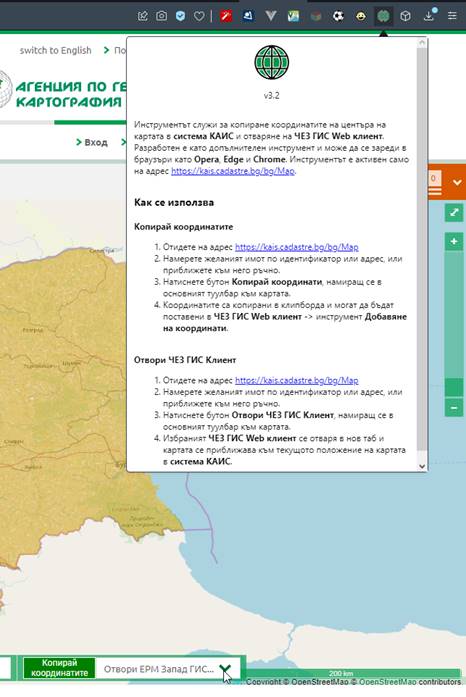 switch to English
АГЕНЦИЯ ПО ГЕ
КАРТОГРАФИЯ
Вход
v3.2
Инструментът служи за копиране координатите на центъра на
картата в система КАИС и отваряне на ЧЕЗ ГИС Web клиент.
Разработен е като допълнителен инструмент и може да се зареди в
браузъри като Opera, Edge и Chrome. Инструментът е активен само
на адрес https://kais.cadastre.bg/bg/Map.
Как се използва
Копирай координатите
1. Отидете на адрес https://kais.cadastre.bg/bg/Map
2. Намерете желаният имот по идентификатор или адрес, или
приближете към него ръчно.
3. Натиснете бутон Копирай координати, намиращ се в
основният туулбар към картата.
4. Координатите са копирани в клипборда и могат да бъдат
поставени в ЧЕЗ ГИС Web клиент -> инструмент Добавяне
на координати.
Отвори ЧЕЗ ГИС Клиент
1. Отидете на адрес https://kais.cadastre.bg/bg/Map
2. Намерете желаният имот по идентификатор или адрес, или
приближете към него ръчно.
3. Натиснете бутон Отвори ЧЕЗ ГИС Клиент, намиращ се в
основният туулбар към картата.
4. Избраният ЧЕЗ ГИС Web клиент се отваря в нов таб и
картата се приближава към текущото положение на картата
в система КАИС.
0
Силистра
Разград
Шумен
Сливен
Бур
Копирай
координатите
Отвори ЕРМ Запад ГИС...
200 km
Copyright © OpenStreetMap © OpenStreetMap contributors.